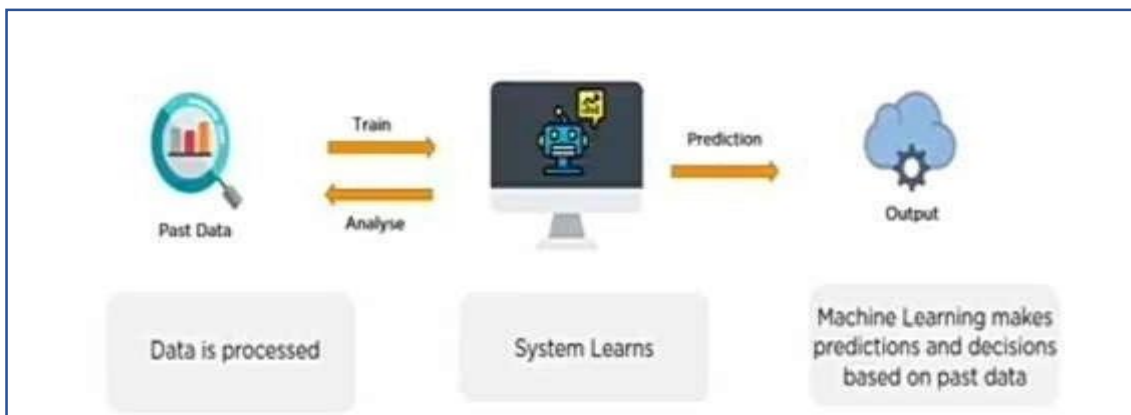 Train
Prediction
Past Data
Analyse
Output
Data is processed
System Learns
Machine Learning makes
predictions and decisions
based on past data